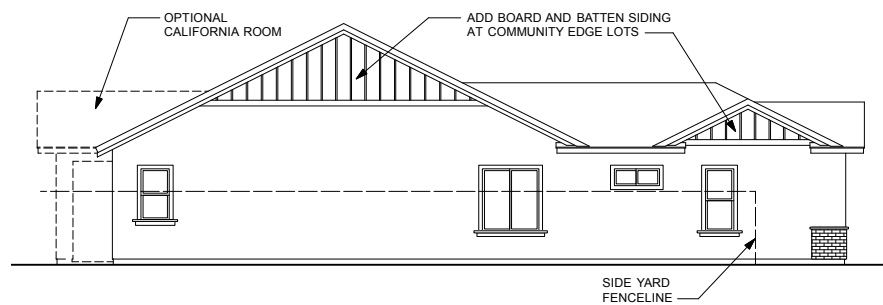 OPTIONAL
CALIFORNIA ROOM
ADD BOARD AND BATTEN SIDING
AT COMMUNITY EDGE LOTS
SIDE YARD
FENCELINE